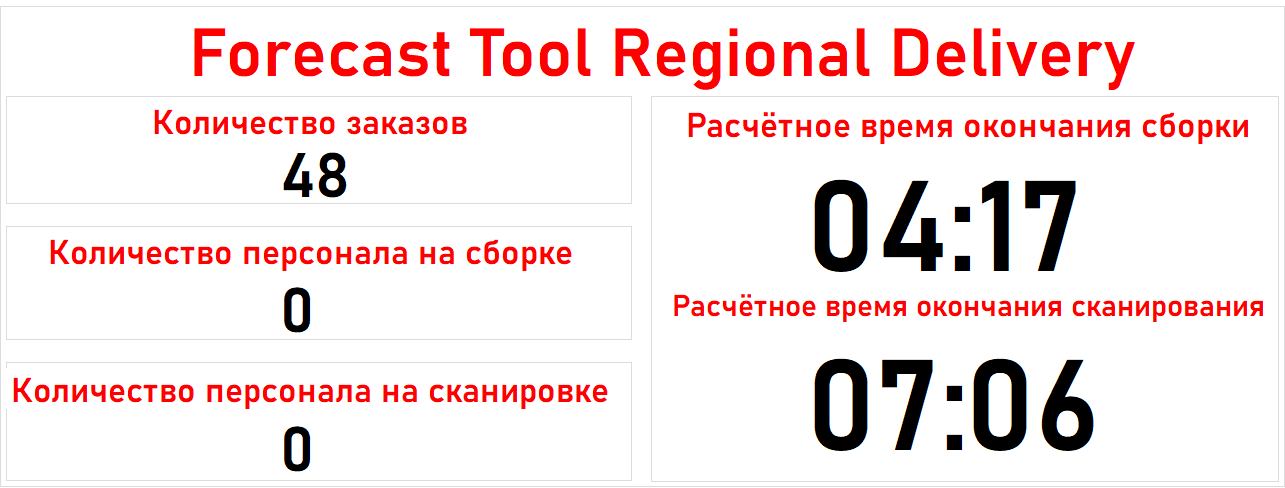 Forecast Tool Regional Delivery
Количество заказов
48
Количество персонала на сборке
0
Количество персонала на сканировке
0
Расчётное время окончания сборки
04:17
Расчётное время окончания сканирования
07:06